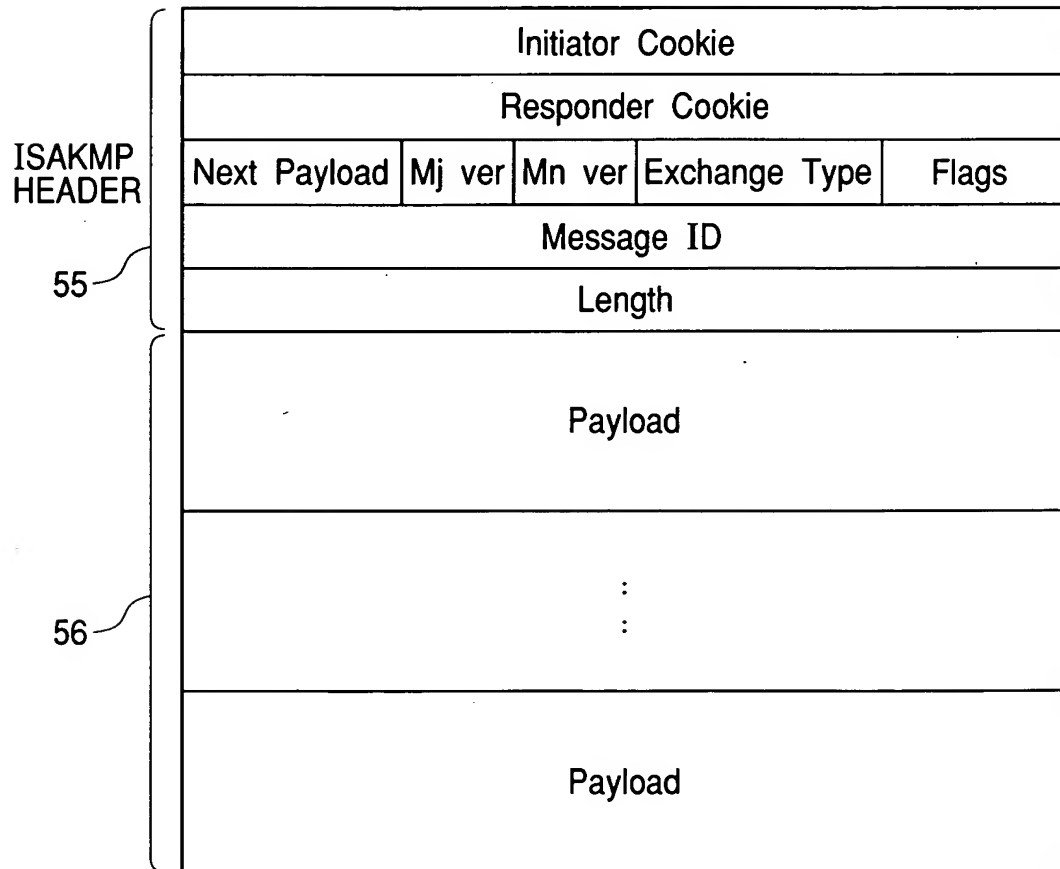 Initiator Cookie
Responder Cookie
ISAKMP
HEADER
Next Payload Mj ver Mn ver Exchange Type Flags
Message ID
55
Length
Payload
:
:
56
Payload